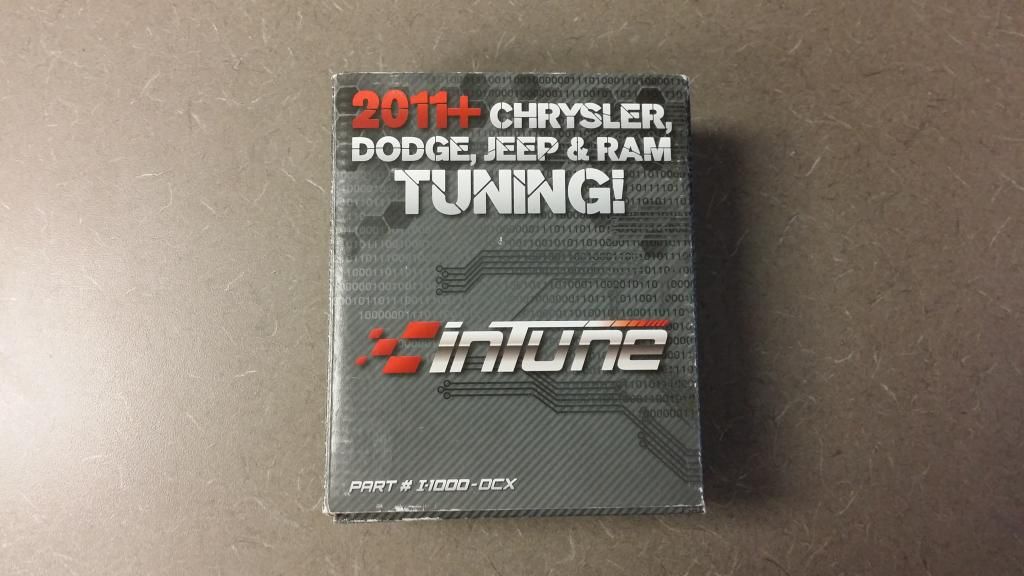 2011+ CHRYSLER,
DODGE, JEEP & RAM
TUNING!
inTune
PART # I-1000-DCX